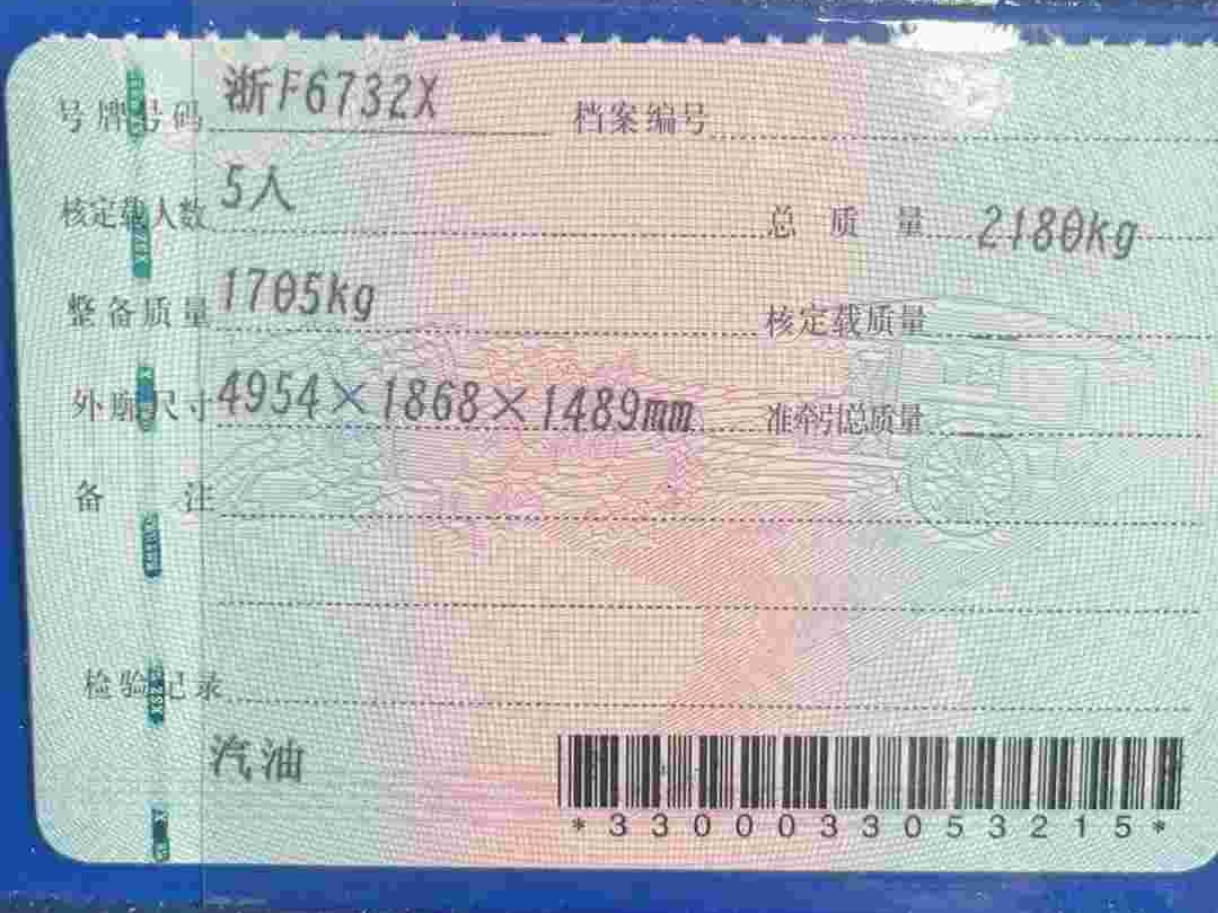 号牌号码 浙F6732X 档案编号
核定载人数 5人 总质量 2180kg
整备质量 1705kg 核定载质量
外廓尺寸 4954×1868×1489mm 准牵引总质量
备注
检验记录
汽油
*3300033053215*